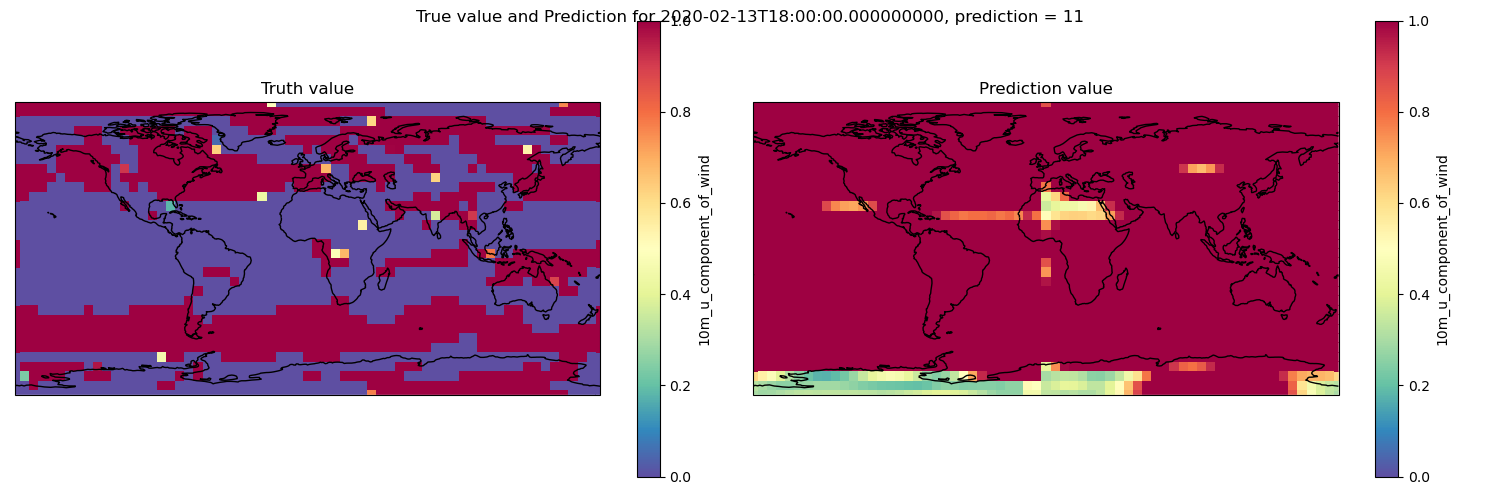 True value and Prediction for 2020-02-13T18:00:00.000000000, prediction = 11
Truth value
1.0
0.8
0.6
0.4
0.2
0.0
10m_u_component_of_wind
Prediction value
1.0
0.8
0.6
0.4
0.2
0.0
10m_u_component_of_wind